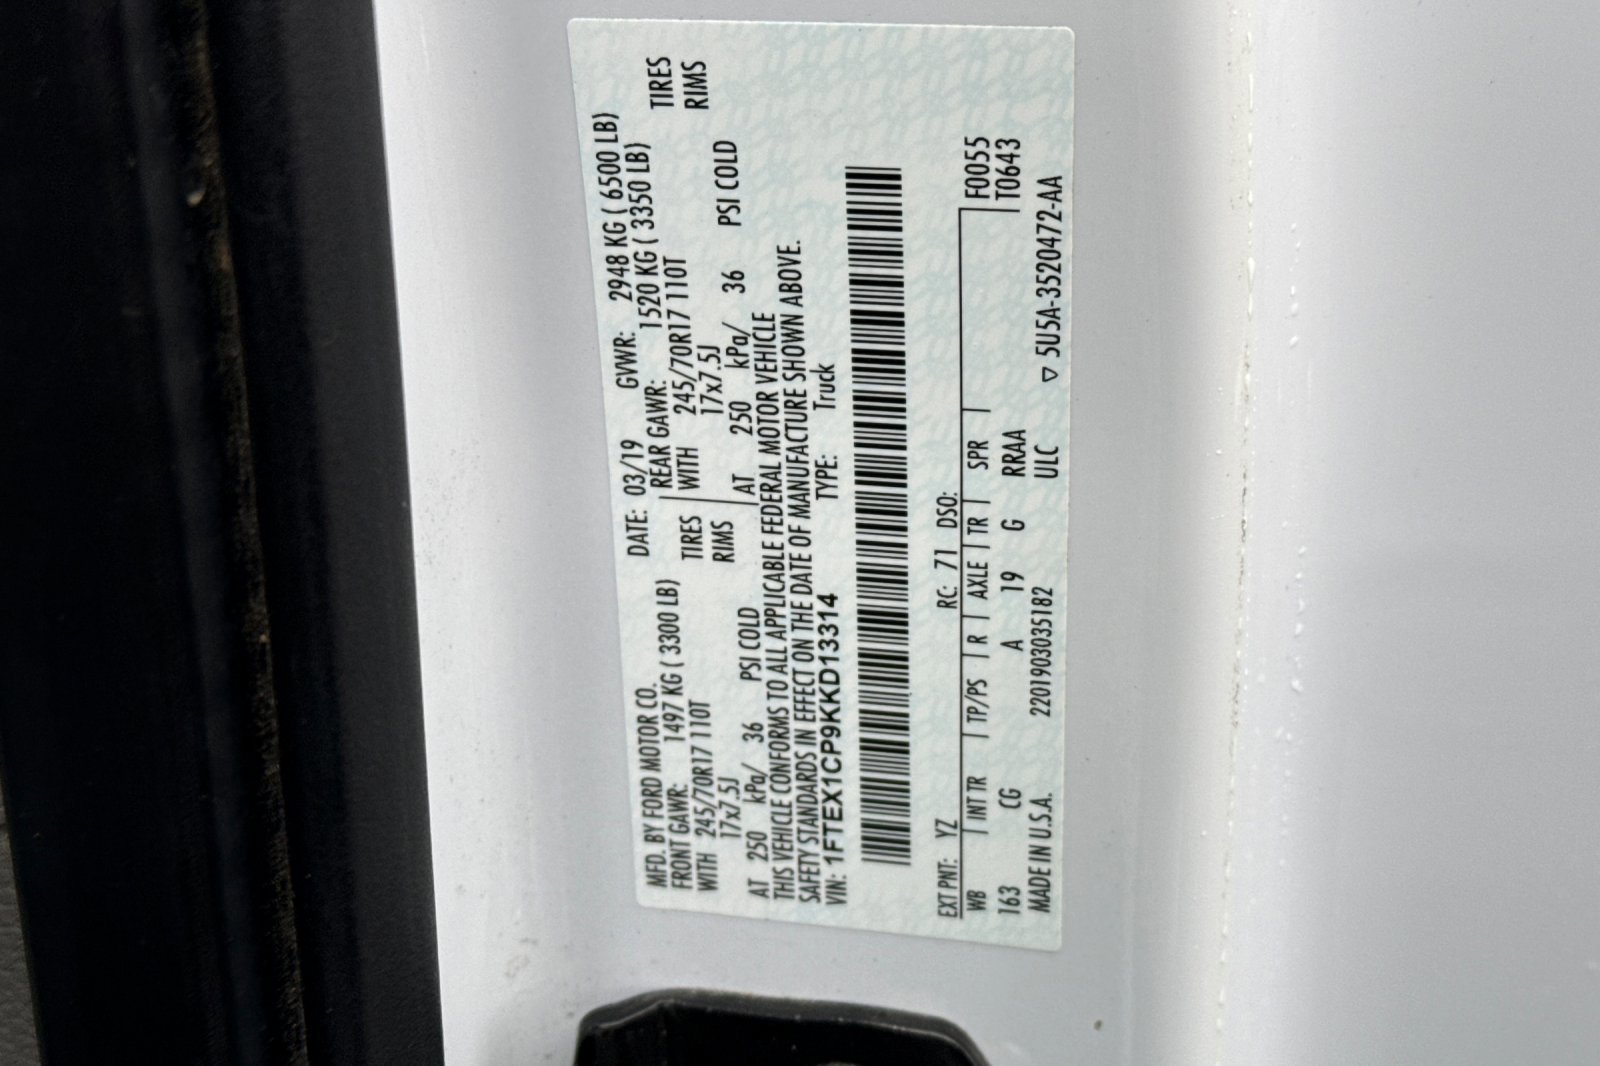 MFD. BY FORD MOTOR CO.
DATE: 03/19 GVWR: 2948 KG ( 6500 LB)
FRONT GAWR: 1497 KG ( 3300 LB) REAR GAWR: 1520 KG ( 3350 LB)
WITH 245/70R17 110T TIRES WITH 245/70R17 110T TIRES
17x7.5J RIMS 17x7.5J RIMS
AT 250 kPa/ 36 PSI COLD AT 250 kPa/ 36 PSI COLD
THIS VEHICLE CONFORMS TO ALL APPLICABLE FEDERAL MOTOR VEHICLE
SAFETY STANDARDS IN EFFECT ON THE DATE OF MANUFACTURE SHOWN ABOVE.
VIN: 1FTEX1CP9KKD13314 TYPE: Truck
EXT PNT: YZ RC: 71 DSO: F0055
WB INT TR TP/PS R AXLE TR SPR T0643
163 CG A 19 G RRAA
MADE IN U.S.A. 2201903035182 ULC ▽ 5U5A-3520472-AA